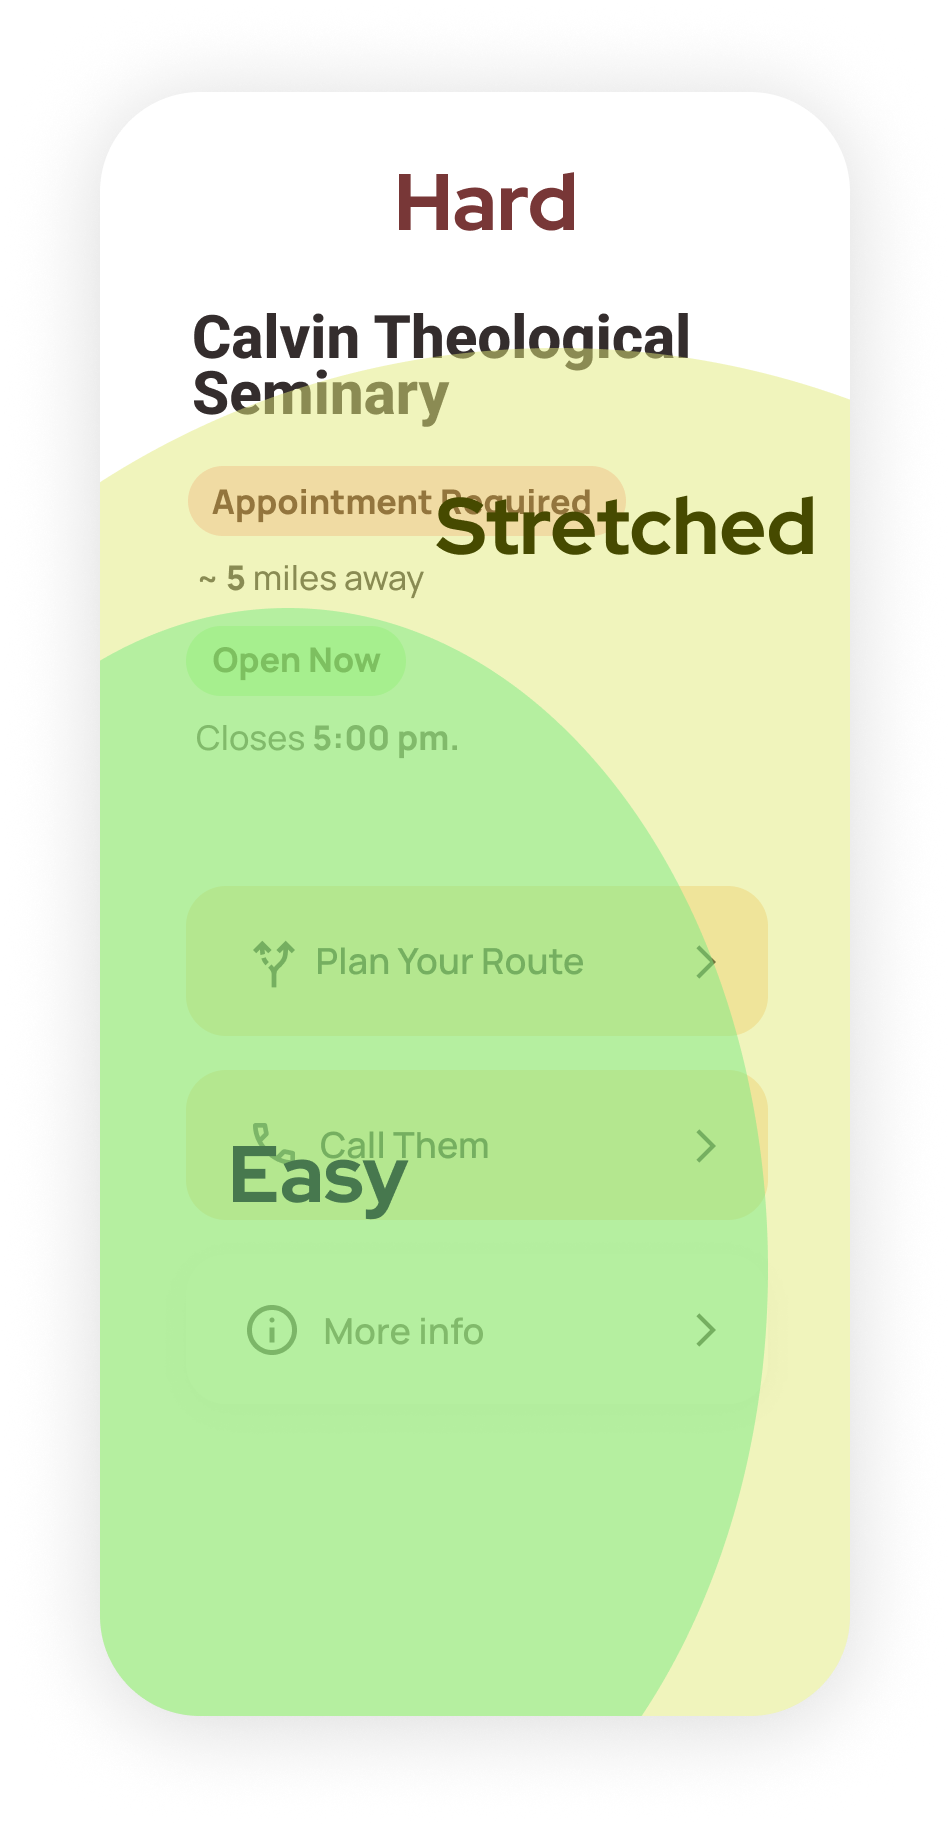 Hard
Calvin Theological
Seminary
Appointment Required
Stretched
~ 5 miles away
Open Now
Closes 5:00 pm.
Plan Your Route
Call Them
Easy
More info